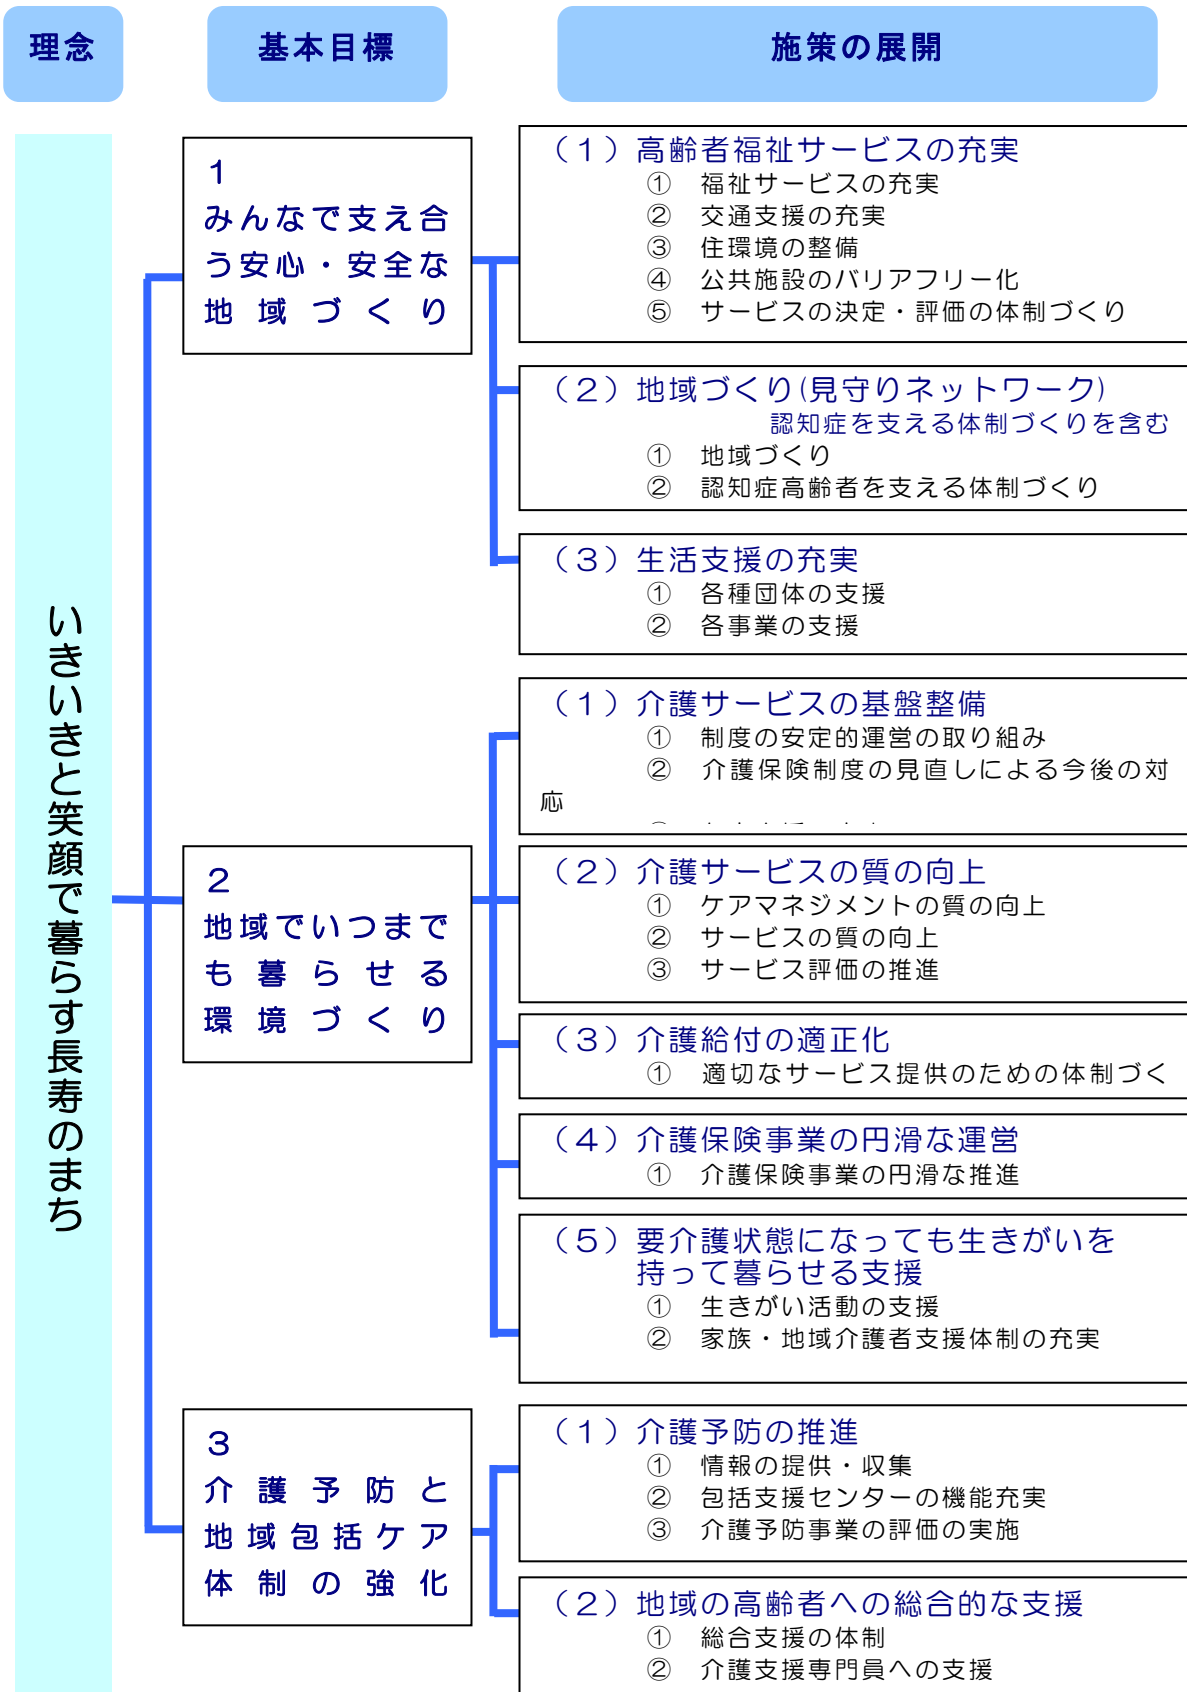 理念
基本目標
施策の展開
いきいきと笑顔で暮らす長寿のまち
1
みんなで支え合
う安心・安全な
地域づくり
（１）高齢者福祉サービスの充実
①　福祉サービスの充実
②　交通支援の充実
③　住環境の整備
④　公共施設のバリアフリー化
⑤　サービスの決定・評価の体制づくり
（２）地域づくり(見守りネットワーク)
認知症を支える体制づくりを含む
①　地域づくり
②　認知症高齢者を支える体制づくり
（３）生活支援の充実
①　各種団体の支援
②　各事業の支援
2
地域でいつまで
も暮らせる
環境づくり
（１）介護サービスの基盤整備
①　制度の安定的運営の取り組み
②　介護保険制度の見直しによる今後の対
応
（２）介護サービスの質の向上
①　ケアマネジメントの質の向上
②　サービスの質の向上
③　サービス評価の推進
（３）介護給付の適正化
①　適切なサービス提供のための体制づく
（４）介護保険事業の円滑な運営
①　介護保険事業の円滑な推進
（５）要介護状態になっても生きがいを
持って暮らせる支援
①　生きがい活動の支援
②　家族・地域介護者支援体制の充実
3
介護予防と
地域包括ケア
体制の強化
（１）介護予防の推進
①　情報の提供・収集
②　包括支援センターの機能充実
③　介護予防事業の評価の実施
（２）地域の高齢者への総合的な支援
①　総合支援の体制
②　介護支援専門員への支援